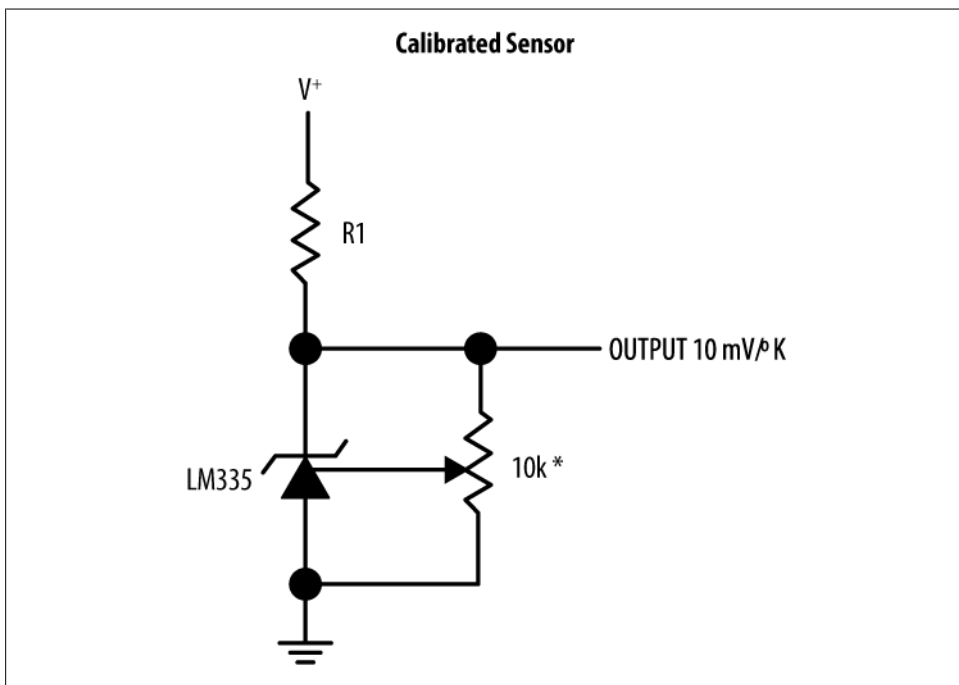 Calibrated Sensor
V+
R1
OUTPUT 10 mV/º K
LM335
10k *